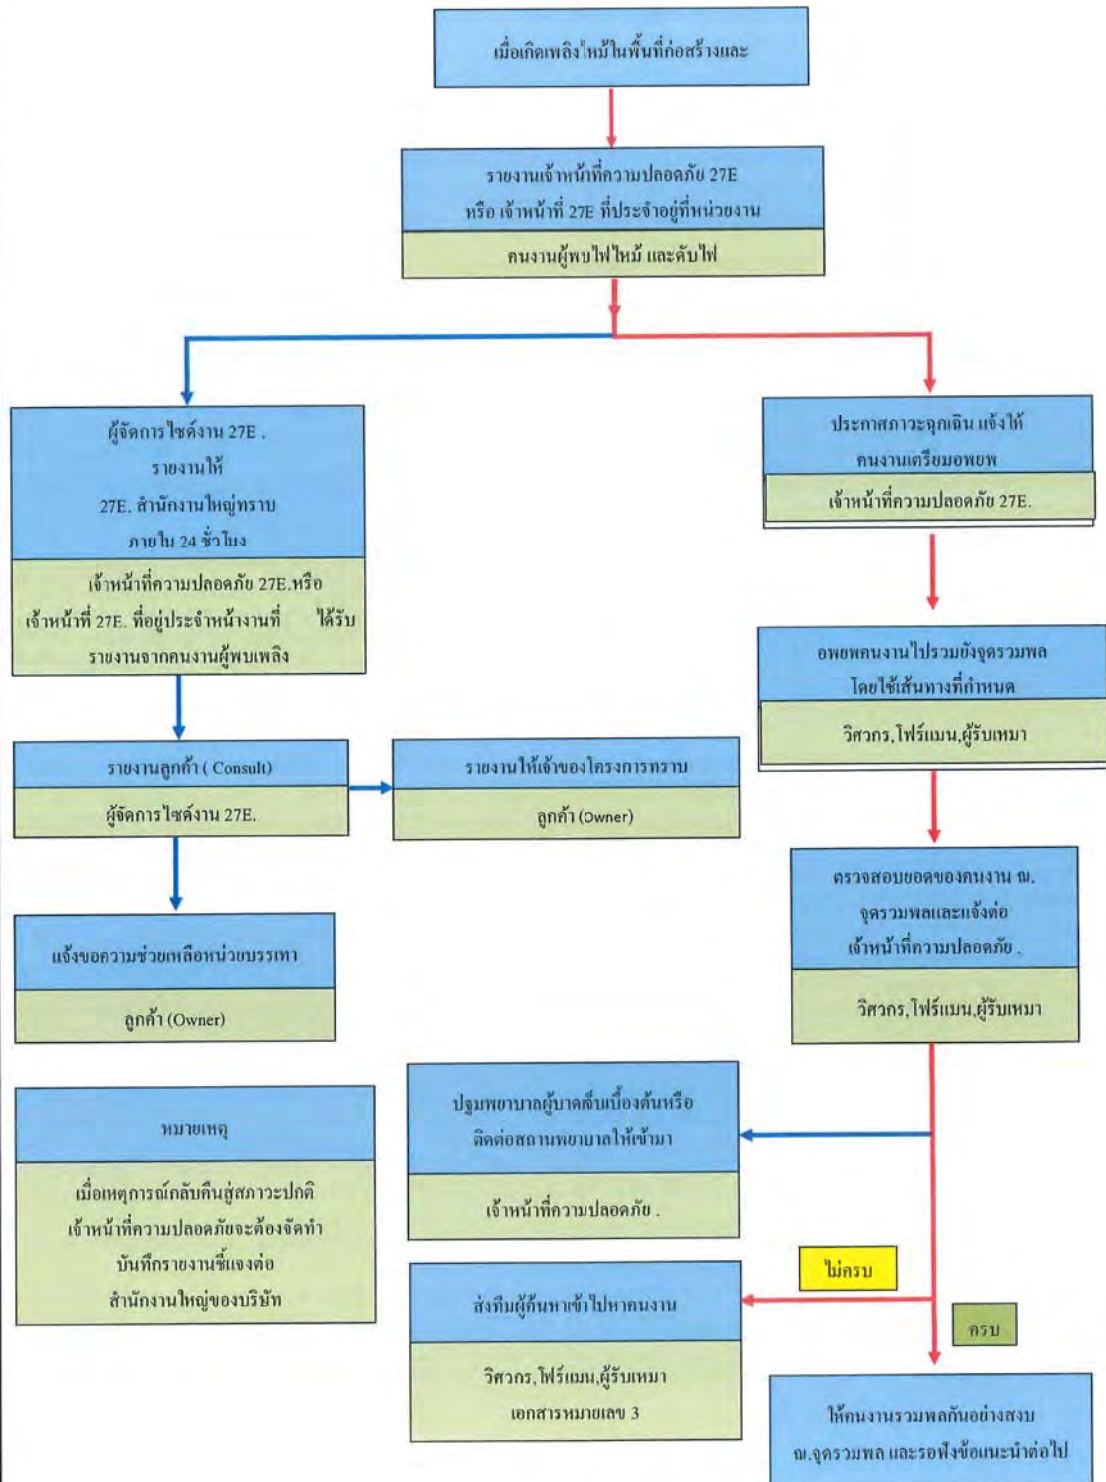 เมื่อเกิดเพลิงไหม้ในพื้นที่ก่อสร้างและ
รายงานเจ้าหน้าที่ความปลอดภัย 27E
หรือ เจ้าหน้าที่ 27E ที่ประจำอยู่ที่หน่วยงาน
คนงานผู้พบไฟไหม้ และดับไฟ
ผู้จัดการไซด์งาน 27E .
รายงานให้
27E. สำนักงานใหญ่ทราบ
ภายใน 24 ชั่วโมง
เจ้าหน้าที่ความปลอดภัย 27E.หรือ
เจ้าหน้าที่ 27E. ที่อยู่ประจำหน้างานที่ ได้รับ
รายงานจากคนงานผู้พบเพลิง
ประกาศภาวะฉุกเฉิน แจ้งให้
คนงานเตรียมอพยพ
เจ้าหน้าที่ความปลอดภัย 27E.
อพยพคนงานไปรวมยังจุดรวมพล
โดยใช้เส้นทางที่กำหนด
วิศวกร,โฟร์แมน,ผู้รับเหมา
รายงานลูกค้า ( Consult)
ผู้จัดการไซด์งาน 27E.
รายงานให้เจ้าของโครงการทราบ
ลูกค้า (Owner)
ตรวจสอบยอดของคนงาน ณ.
จุดรวมพลและแจ้งต่อ
เจ้าหน้าที่ความปลอดภัย .
วิศวกร,โฟร์แมน,ผู้รับเหมา
แจ้งขอความช่วยเหลือหน่วยบรรเทา
ลูกค้า (Owner)
ปฐมพยาบาลผู้บาดเจ็บเบื้องต้นหรือ
ติดต่อสถานพยาบาลให้เข้ามา
เจ้าหน้าที่ความปลอดภัย .
หมายเหตุ
เมื่อเหตุการณ์กลับคืนสู่สภาวะปกติ
เจ้าหน้าที่ความปลอดภัยจะต้องจัดทำ
บันทึกรายงานชี้แจงต่อ
สำนักงานใหญ่ของบริษัท
ไม่ครบ
ส่งทีมผู้ค้นหาเข้าไปหาคนงาน
วิศวกร,โฟร์แมน,ผู้รับเหมา
เอกสารหมายเลข 3
ครบ
ให้คนงานรวมพลกันอย่างสงบ
ณ.จุดรวมพล และรอฟังข้อแนะนำต่อไป